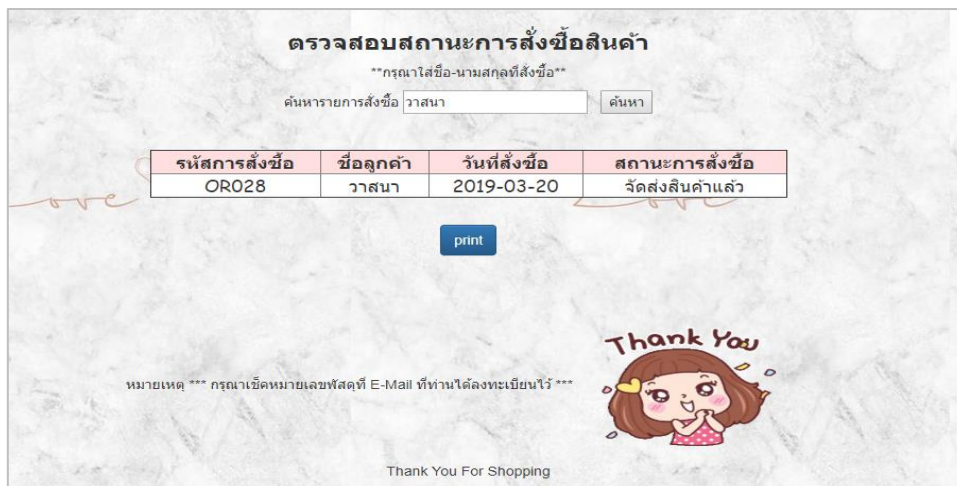 ตรวจสอบสถานะการสั่งซื้อสินค้า
**กรุณาใส่ชื่อ-นามสกุลที่สั่งซื้อ**
ค้นหารายการสั่งซื้อ วาสนา ค้นหา
รหัสการสั่งซื้อ ชื่อลูกค้า วันที่สั่งซื้อ สถานะการสั่งซื้อ
OR028 วาสนา 2019-03-20 จัดส่งสินค้าแล้ว
print
Thank You
หมายเหตุ *** กรุณาเช็คหมายเลขพัสดุที่ E-Mail ที่ท่านได้ลงทะเบียนไว้ ***
Thank You For Shopping